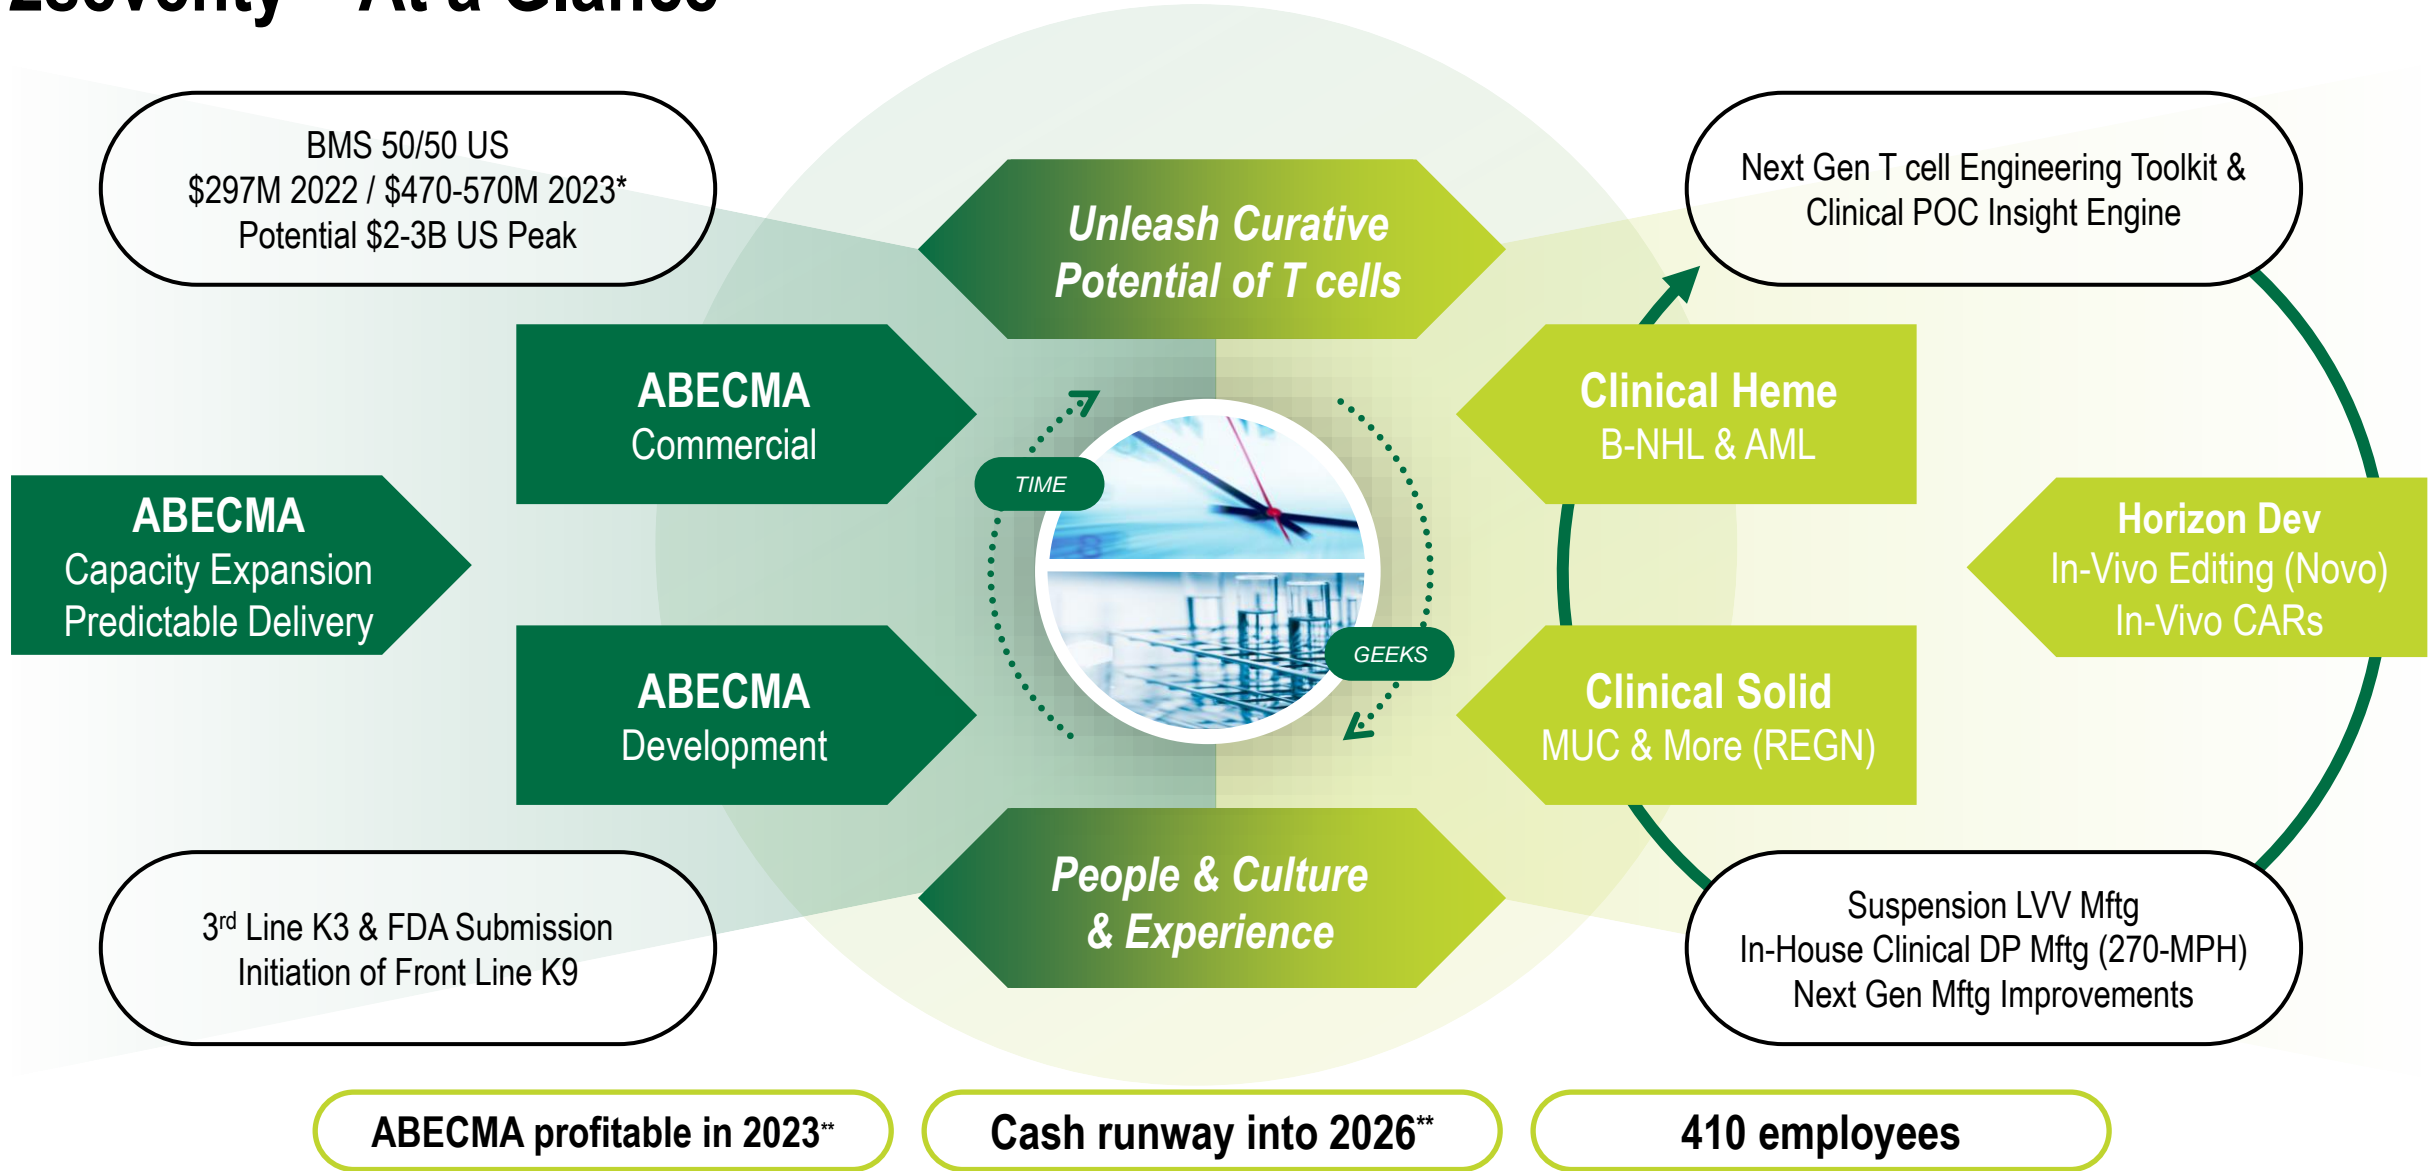 2seventy – At a Glance
BMS 50/50 US
$297M 2022 / $470-570M 2023*
Potential $2-3B US Peak
Unleash Curative
Potential of T cells
Next Gen T cell Engineering Toolkit &
Clinical POC Insight Engine
ABECMA
Commercial
Clinical Heme
B-NHL & AML
TIME
ABECMA
Capacity Expansion
Predictable Delivery
Horizon Dev
In-Vivo Editing (Novo)
In-Vivo CARs
GEEKS
ABECMA
Development
Clinical Solid
MUC & More (REGN)
People & Culture
& Experience
3rd Line K3 & FDA Submission
Initiation of Front Line K9
Suspension LVV Mftg
In-House Clinical DP Mftg (270-MPH)
Next Gen Mftg Improvements
ABECMA profitable in 2023**
Cash runway into 2026**
410 employees